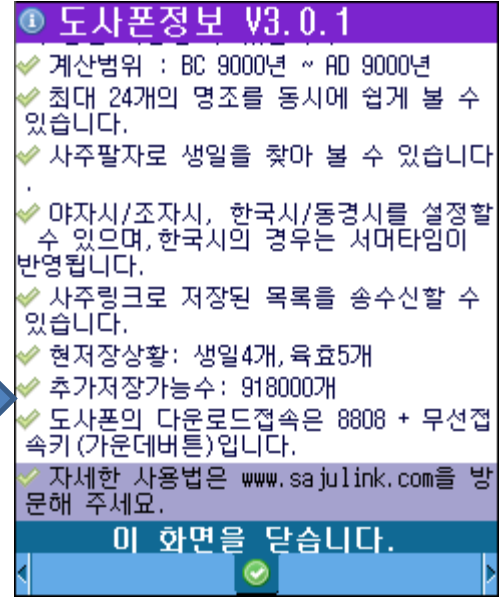 도사폰정보 V3.0.1
계산범위 : BC 9000년 ~ AD 9000년
최대 24개의 명조를 동시에 쉽게 볼 수
있습니다.
사주팔자로 생일을 찾아 볼 수 있습니다
.
야자시/조자시, 한국시/동경시를 설정할
수 있으며,한국시의 경우는 서머타임이
반영됩니다.
사주링크로 저장된 목록을 송수신할 수
있습니다.
현저장상황: 생일4개,육효5개
추가저장가능수: 918000개
도사폰의 다운로드접속은 8808 + 무선접
속키(가운데버튼)입니다.
자세한 사용법은 www.sajulink.com을 방
문해 주세요.
이 화면을 닫습니다.